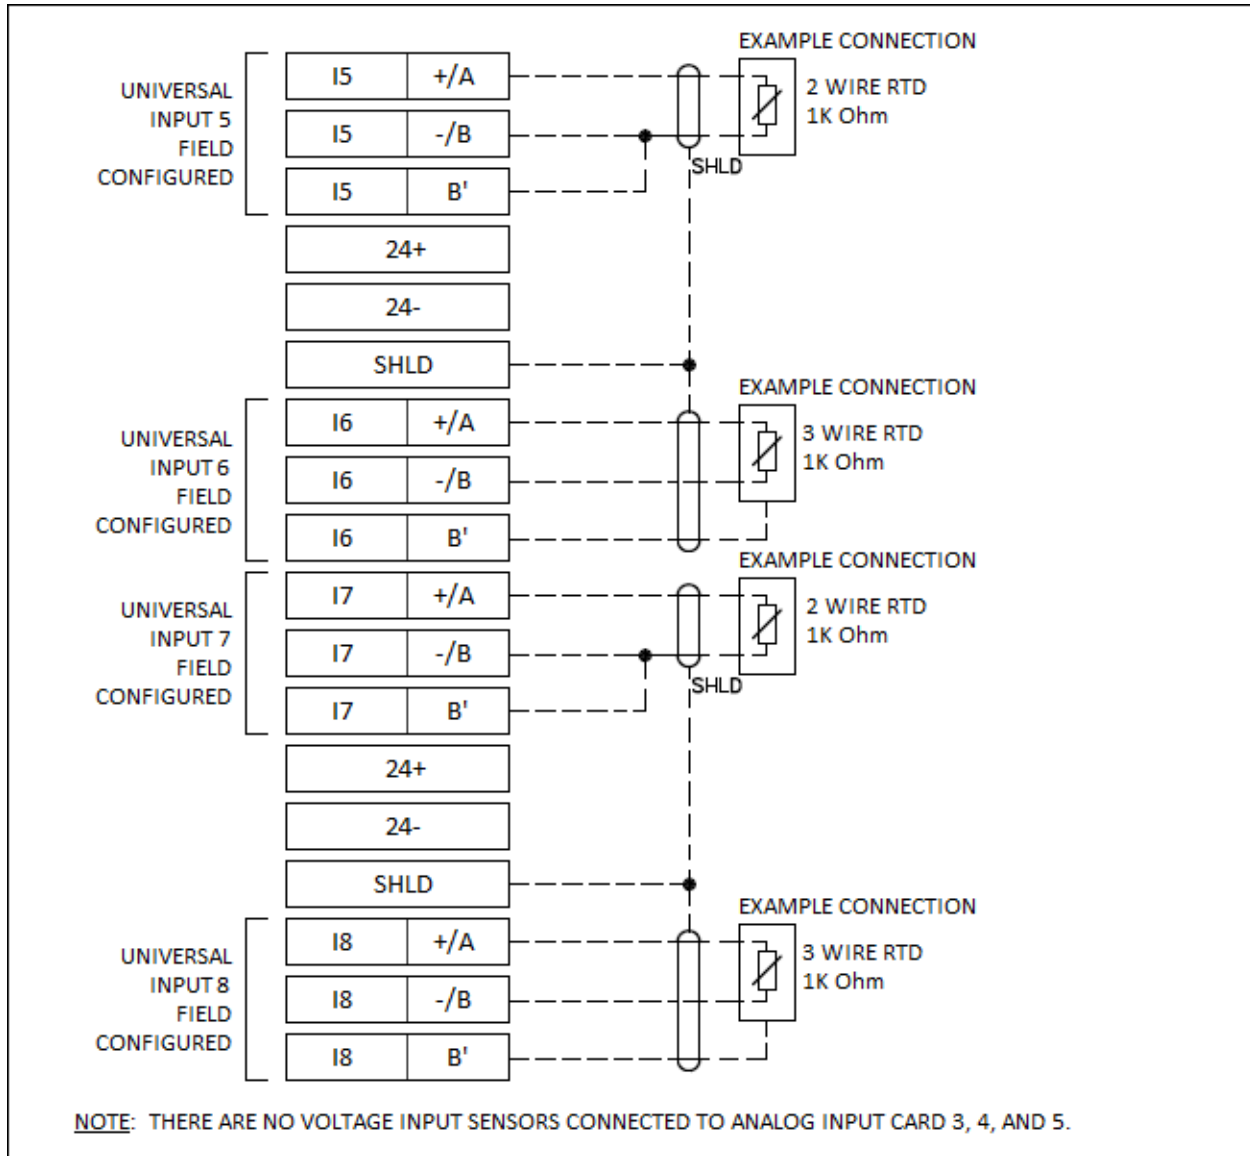 EXAMPLE CONNECTION
UNIVERSAL
INPUT 5
FIELD
CONFIGURED
I5 +/A
I5 -/B
I5 B'
2 WIRE RTD
1K Ohm
SHLD
24+
24-
SHLD
EXAMPLE CONNECTION
UNIVERSAL
INPUT 6
FIELD
CONFIGURED
I6 +/A
I6 -/B
I6 B'
3 WIRE RTD
1K Ohm
EXAMPLE CONNECTION
UNIVERSAL
INPUT 7
FIELD
CONFIGURED
I7 +/A
I7 -/B
I7 B'
2 WIRE RTD
1K Ohm
SHLD
24+
24-
SHLD
EXAMPLE CONNECTION
UNIVERSAL
INPUT 8
FIELD
CONFIGURED
I8 +/A
I8 -/B
I8 B'
3 WIRE RTD
1K Ohm
NOTE: THERE ARE NO VOLTAGE INPUT SENSORS CONNECTED TO ANALOG INPUT CARD 3, 4, AND 5.